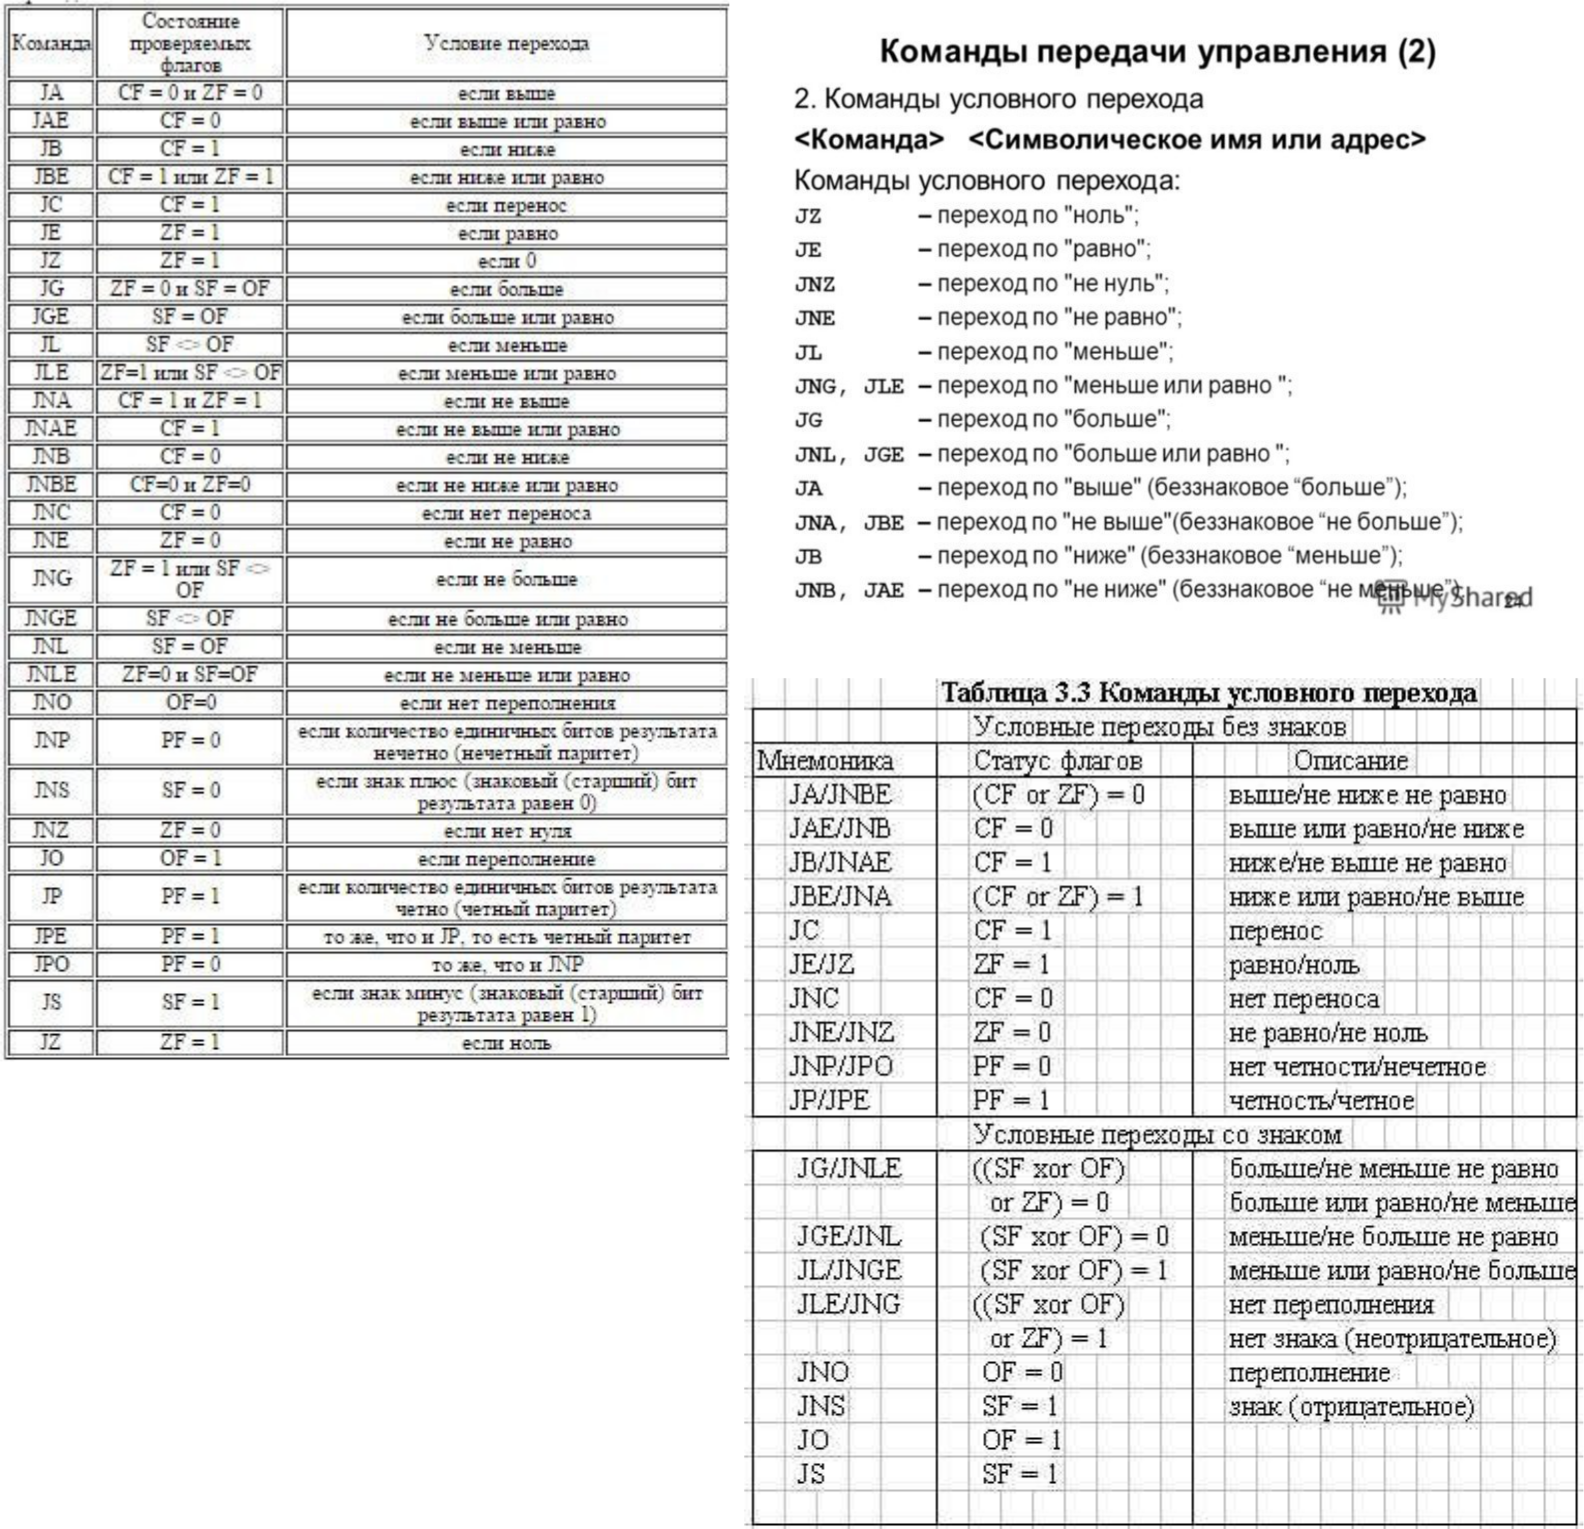 Команда | Состояние проверяемых флагов | Условие перехода
JA | CF = 0 и ZF = 0 | если выше
JAE | CF = 0 | если выше или равно
JB | CF = 1 | если ниже
JBE | CF = 1 или ZF = 1 | если ниже или равно
JC | CF = 1 | если перенос
JE | ZF = 1 | если равно
JZ | ZF = 1 | если 0
JG | ZF = 0 и SF = OF | если больше
JGE | SF = OF | если больше или равно
JL | SF <> OF | если меньше
JLE | ZF=1 или SF <> OF | если меньше или равно
JNA | CF = 1 и ZF = 1 | если не выше
JNAE | CF = 1 | если не выше или равно
JNB | CF = 0 | если не ниже
JNBE | CF=0 и ZF=0 | если не ниже или равно
JNC | CF = 0 | если нет переноса
JNE | ZF = 0 | если не равно
JNG | ZF = 1 или SF <> OF | если не больше
JNGE | SF <> OF | если не больше или равно
JNL | SF = OF | если не меньше
JNLE | ZF=0 и SF=OF | если не меньше или равно
JNO | OF=0 | если нет переполнения
JNP | PF = 0 | если количество единичных битов результата
нечетно (нечетный паритет)
JNS | SF = 0 | если знак плюс (знаковый (старший) бит
результата равен 0)
JNZ | ZF = 0 | если нет нуля
JO | OF = 1 | если переполнение
JP | PF = 1 | если количество единичных битов результата
четно (четный паритет)
JPE | PF = 1 | то же, что и JP, то есть четный паритет
JPO | PF = 0 | то же, что и JNP
JS | SF = 1 | если знак минус (знаковый (старший) бит
результата равен 1)
JZ | ZF = 1 | если ноль
Команды передачи управления (2)
2. Команды условного перехода
<Команда> <Символическое имя или адрес>
Команды условного перехода:
JZ – переход по "ноль";
JE – переход по "равно";
JNZ – переход по "не нуль";
JNE – переход по "не равно";
JL – переход по "меньше";
JNG, JLE – переход по "меньше или равно ";
JG – переход по "больше";
JNL, JGE – переход по "больше или равно ";
JA – переход по "выше" (беззнаковое “больше”);
JNA, JBE – переход по "не выше"(беззнаковое “не больше”);
JB – переход по "ниже" (беззнаковое “меньше”);
JNB, JAE – переход по "не ниже" (беззнаковое “не меньше”).
MyShared
24
Таблица 3.3 Команды условного перехода
Условные переходы без знаков
Мнемоника | Статус флагов | Описание
JA/JNBE | (CF or ZF) = 0 | выше/не ниже не равно
JAE/JNB | CF = 0 | выше или равно/не ниже
JB/JNAE | CF = 1 | ниже/не выше не равно
JBE/JNA | (CF or ZF) = 1 | ниже или равно/не выше
JC | CF = 1 | перенос
JE/JZ | ZF = 1 | равно/ноль
JNC | CF = 0 | нет переноса
JNE/JNZ | ZF = 0 | не равно/не ноль
JNP/JPO | PF = 0 | нет четности/нечетное
JP/JPE | PF = 1 | четность/четное
Условные переходы со знаком
JG/JNLE | ((SF xor OF) | больше/не меньше не равно
or ZF) = 0 | больше или равно/не меньше
JGE/JNL | (SF xor OF) = 0 | меньше/не больше не равно
JL/JNGE | (SF xor OF) = 1 | меньше или равно/не больше
JLE/JNG | ((SF xor OF) | нет переполнения
or ZF) = 1 | нет знака (неотрицательное)
JNO | OF = 0 | переполнение
JNS | SF = 1 | знак (отрицательное)
JO | OF = 1
JS | SF = 1